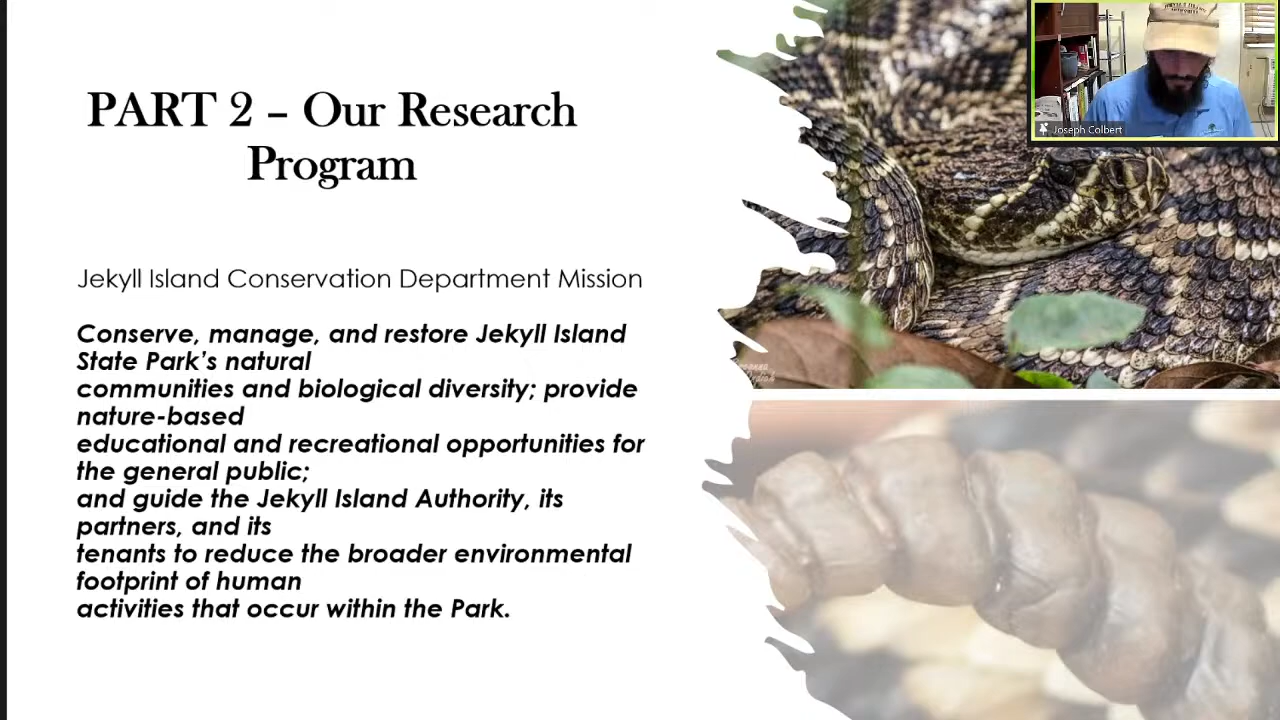 PART 2 – Our Research
Program
Jekyll Island Conservation Department Mission
Conserve, manage, and restore Jekyll Island
State Park’s natural
communities and biological diversity; provide
nature-based
educational and recreational opportunities for
the general public;
and guide the Jekyll Island Authority, its
partners, and its
tenants to reduce the broader environmental
footprint of human
activities that occur within the Park.
Joseph Colbert